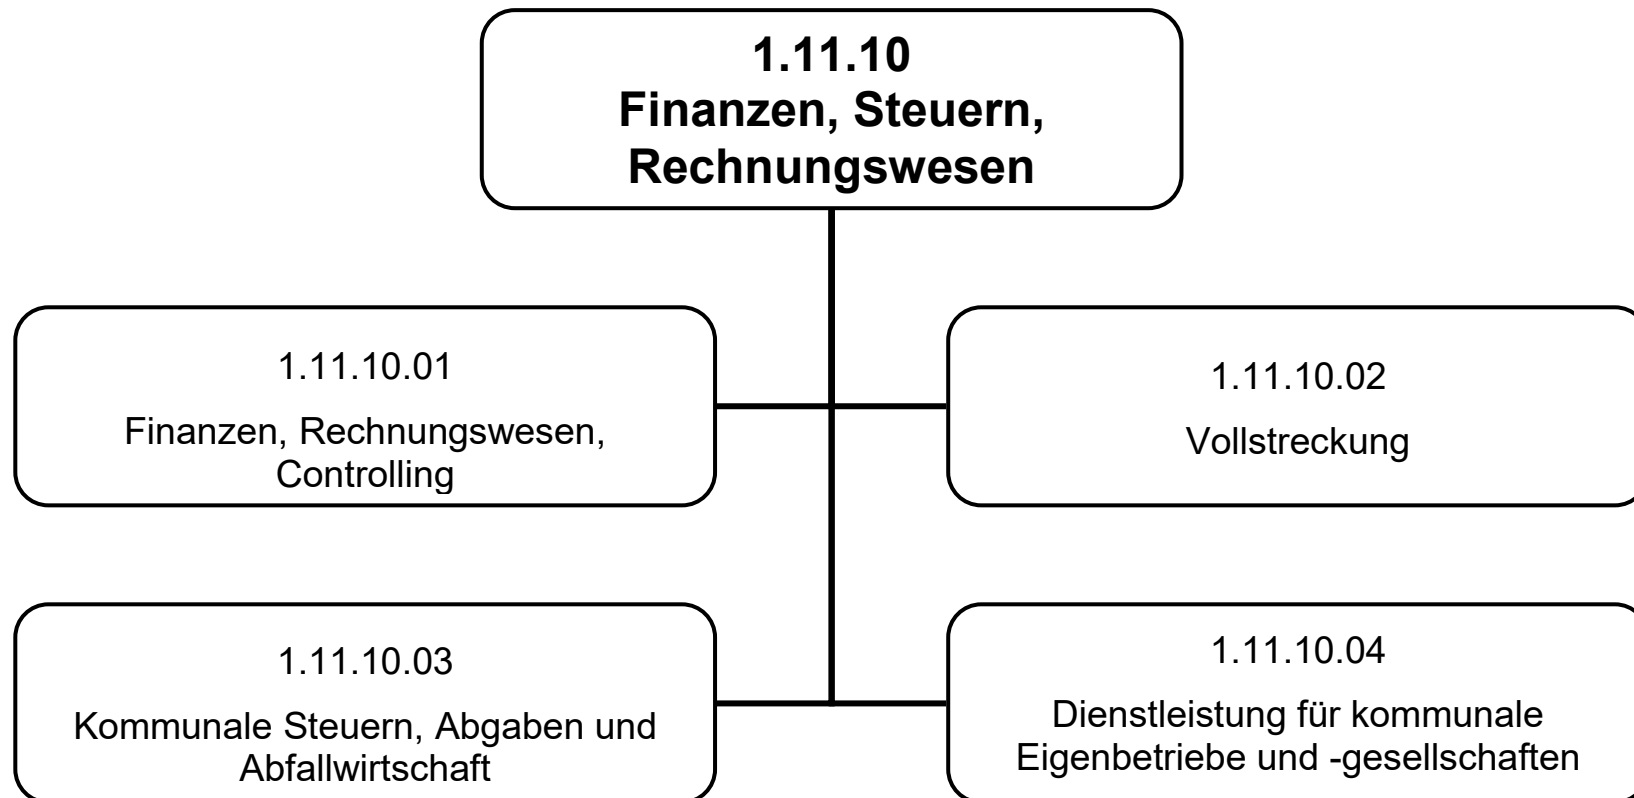 1.11.10
Finanzen, Steuern,
Rechnungswesen
1.11.10.01
Finanzen, Rechnungswesen,
Controlling
1.11.10.02
Vollstreckung
1.11.10.03
Kommunale Steuern, Abgaben und
Abfallwirtschaft
1.11.10.04
Dienstleistung für kommunale
Eigenbetriebe und -gesellschaften